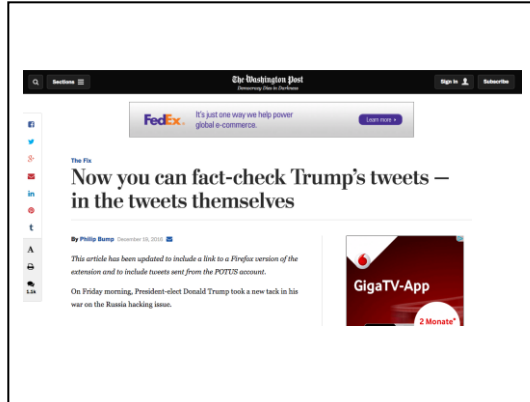 Sections
The Washington Post
Democracy Dies in Darkness
Sign In
Subscribe
FedEx.
It's just one way we help power
global e-commerce.
Learn more ›
The Fix
Now you can fact-check Trump's tweets —
in the tweets themselves
By Philip Bump December 19, 2016
This article has been updated to include a link to a Firefox version of the
extension and to include tweets sent from the POTUS account.
On Friday morning, President-elect Donald Trump took a new tack in his
war on the Russia hacking issue.
A
GigaTV-App
2 Monate*